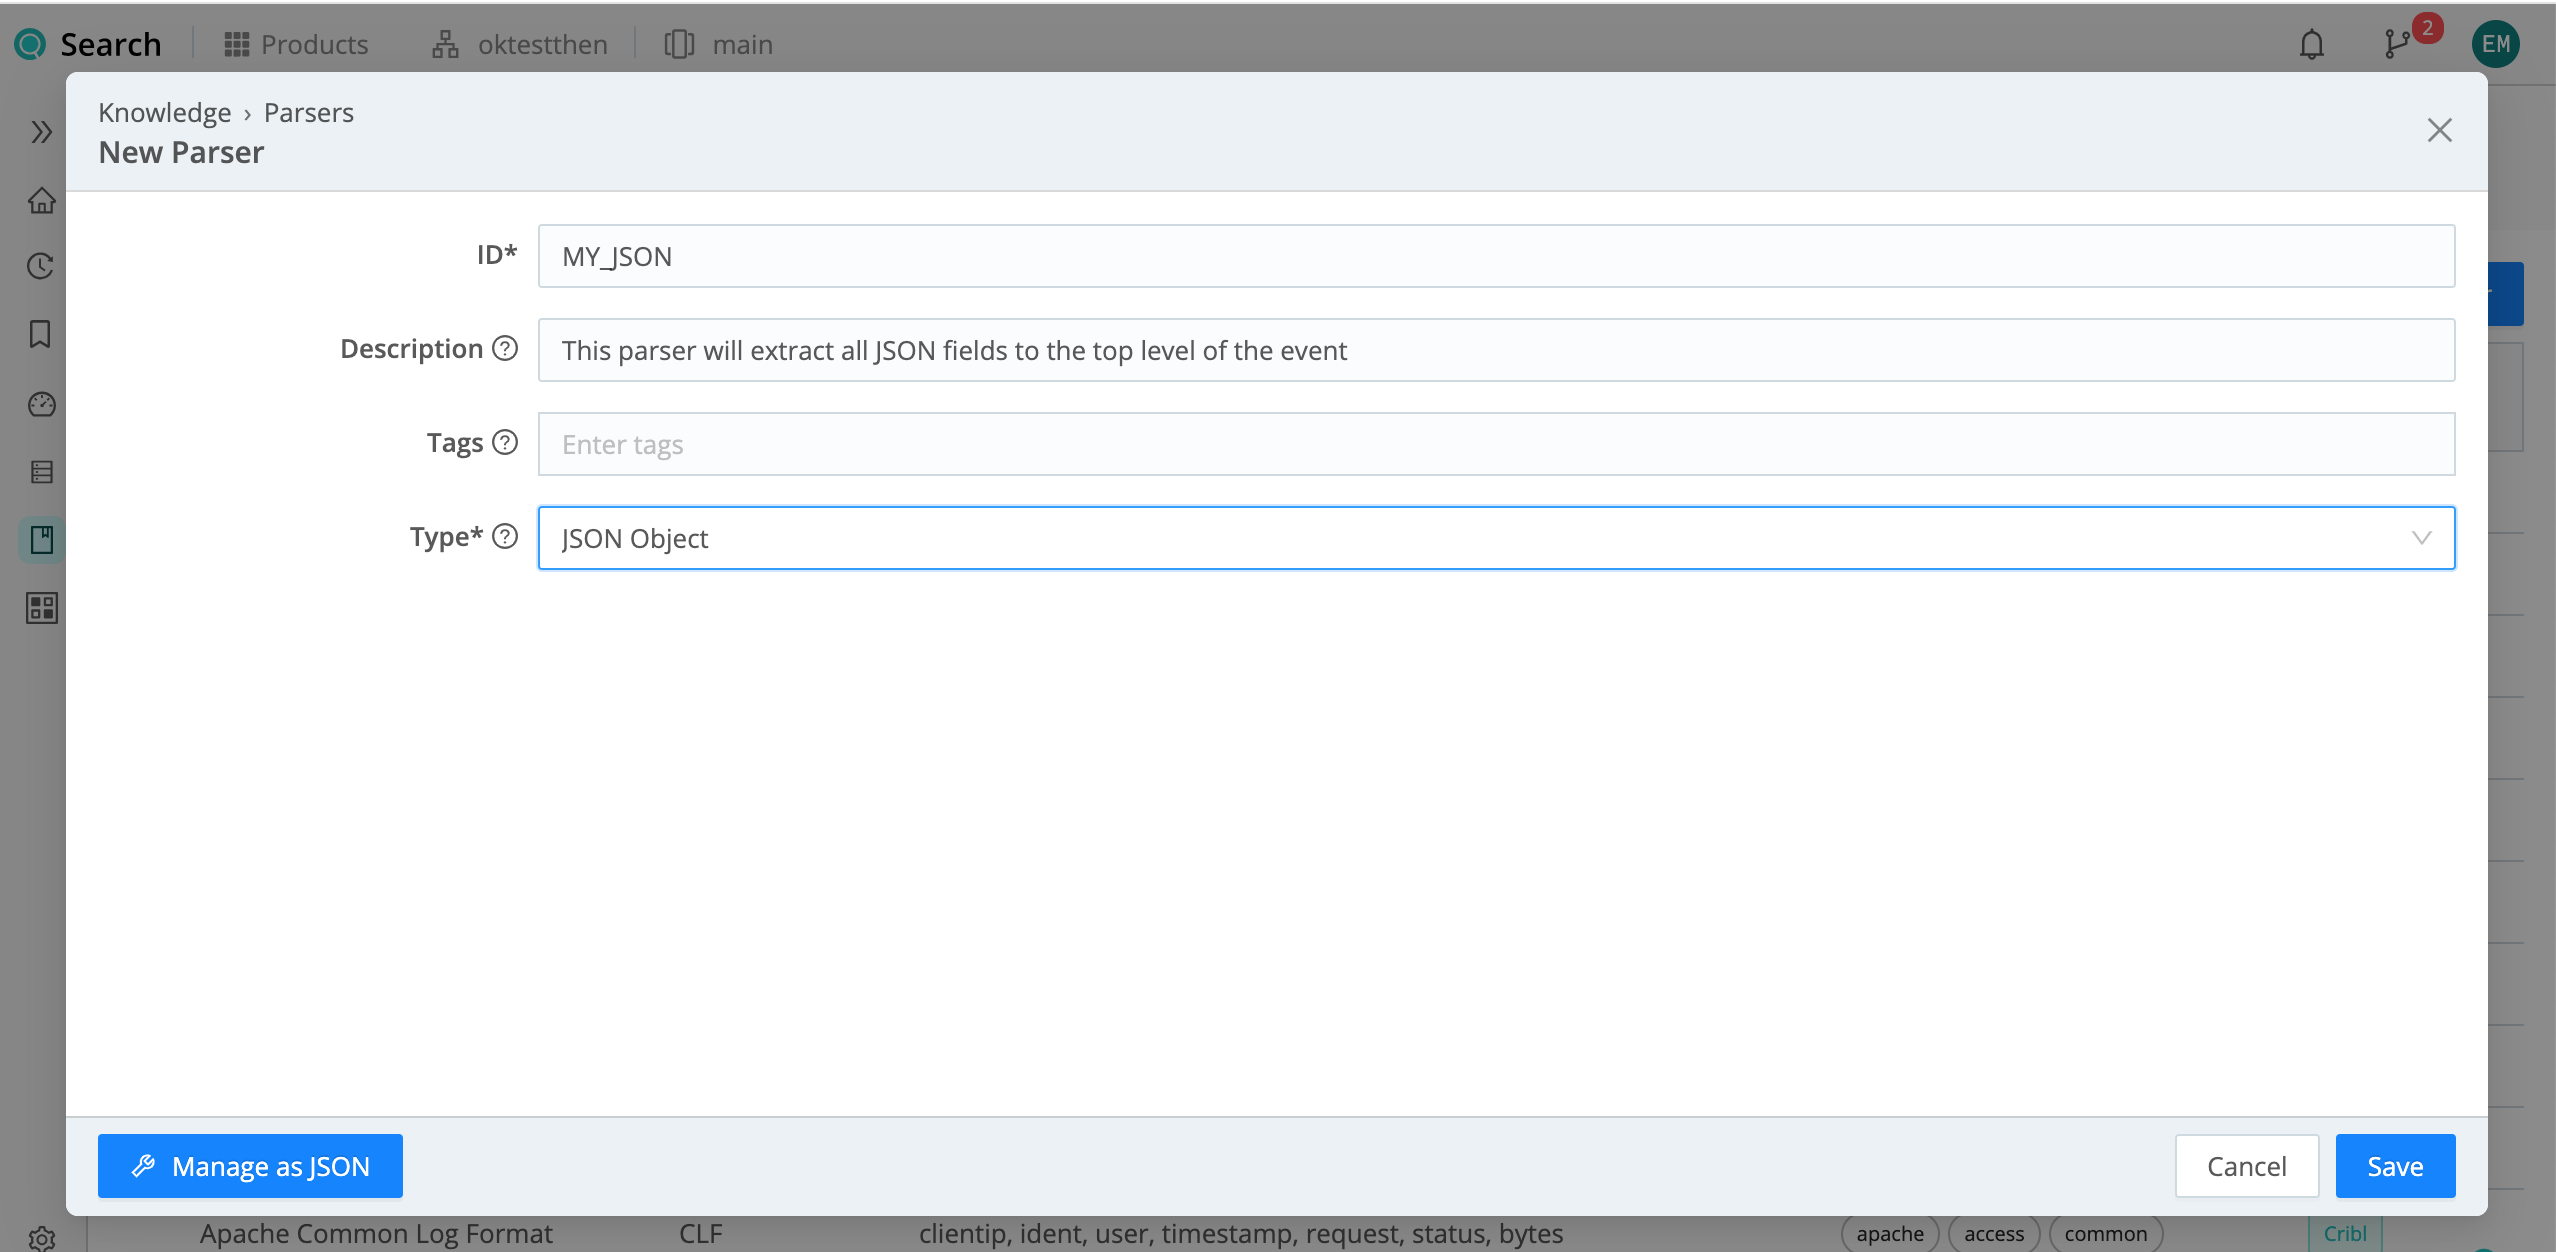 Search
Products
oktestthen
main
2
EM
Knowledge › Parsers
New Parser
ID*
MY_JSON
Description
This parser will extract all JSON fields to the top level of the event
Tags
Enter tags
Type*
JSON Object
Manage as JSON
Cancel
Save
Apache Common Log Format
CLF
clientip, ident, user, timestamp, request, status, bytes
apache
access
common
Cribl